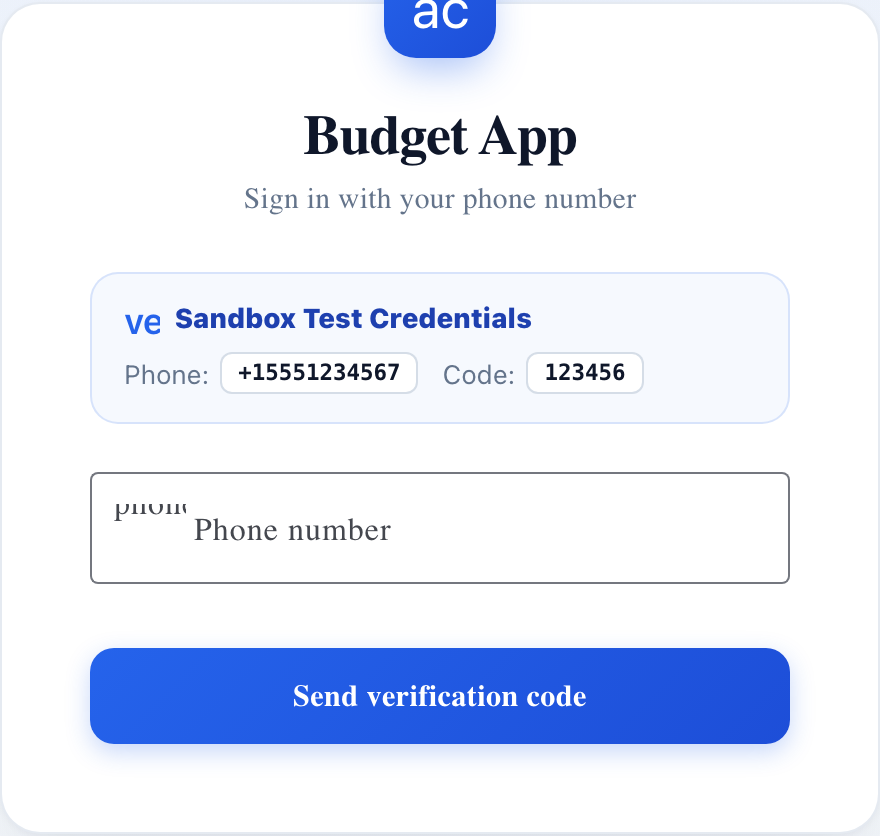 ac
Budget App
Sign in with your phone number
ve Sandbox Test Credentials
Phone: +15551234567 Code: 123456
phone
Phone number
Send verification code